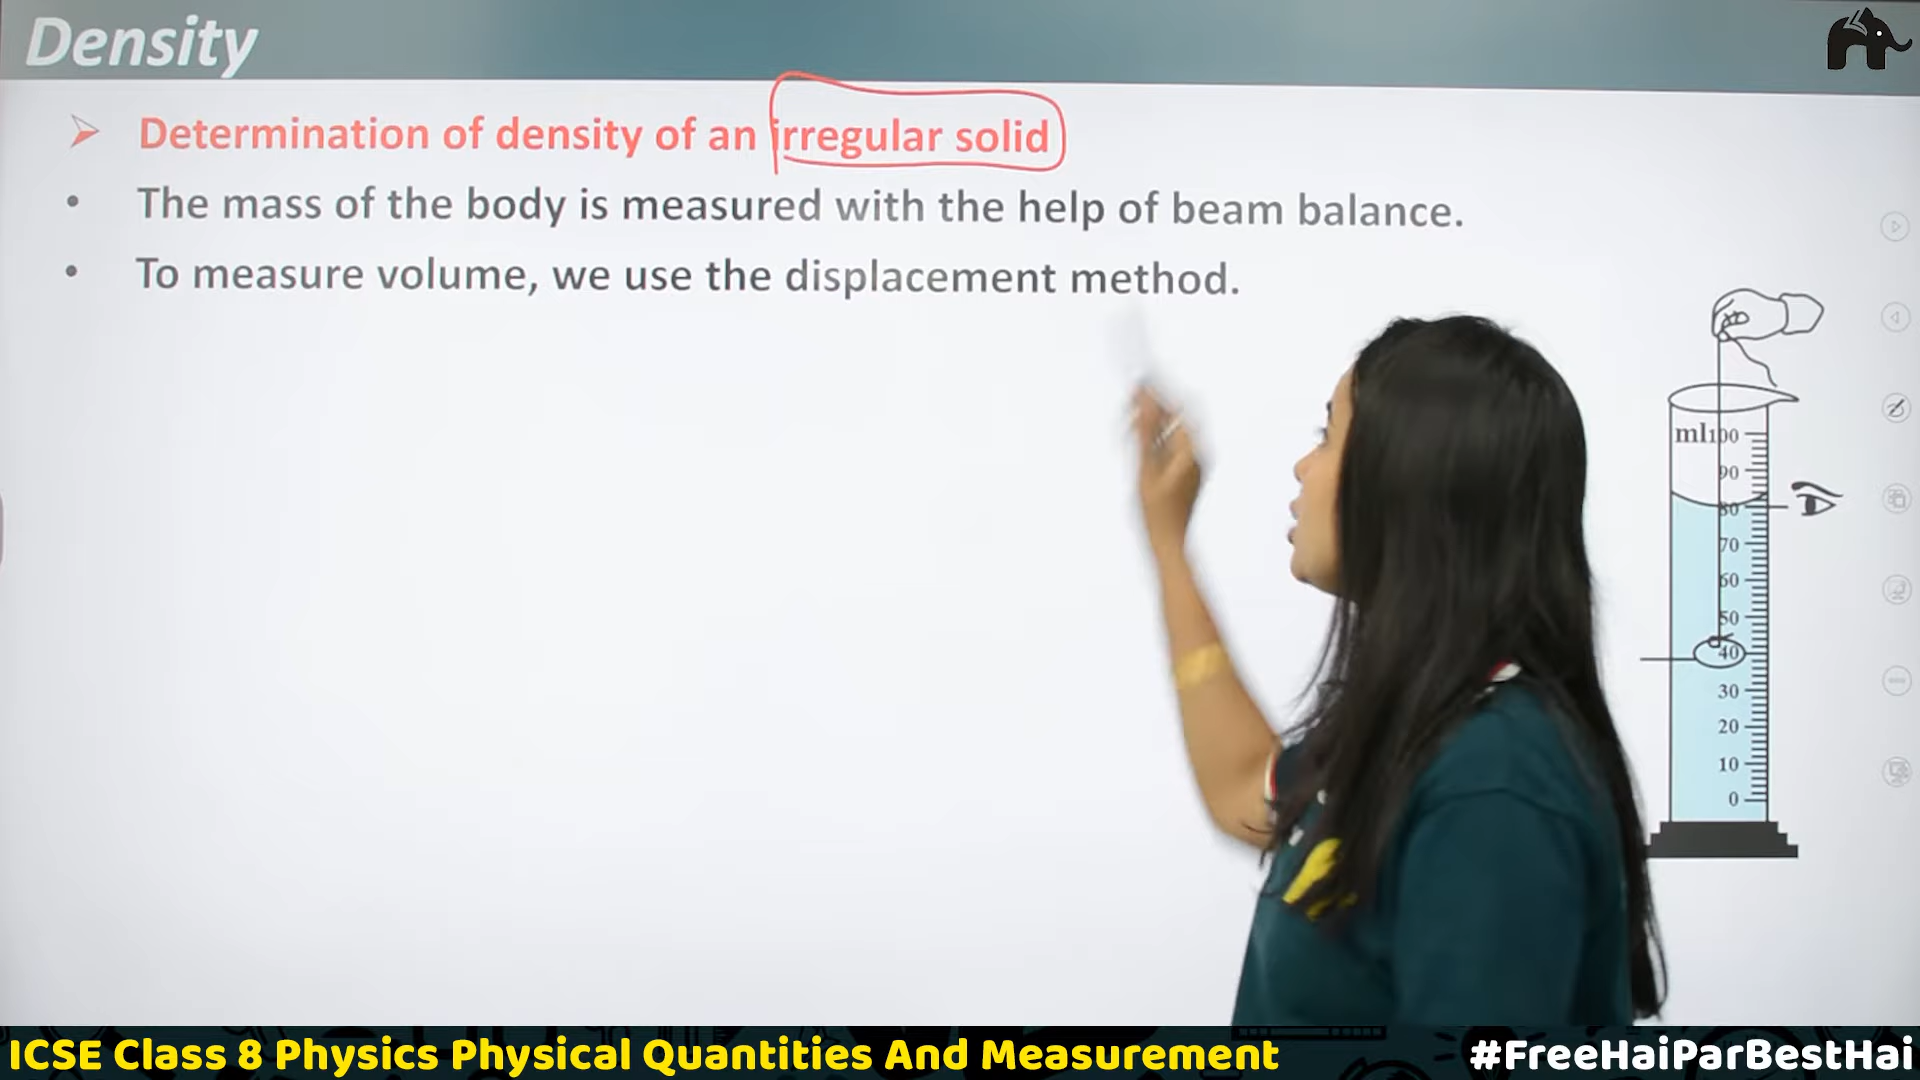 Density
Determination of density of an irregular solid
The mass of the body is measured with the help of beam balance.
To measure volume, we use the displacement method.
ml100
90
80
70
60
50
40
30
20
10
0
ICSE Class 8 Physics Physical Quantities And Measurement
#FreeHaiParBestHai